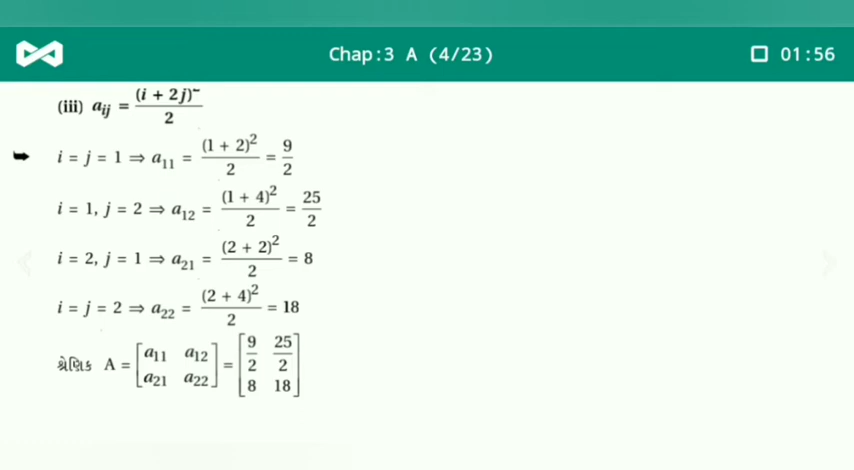 Chap:3 A (4/23)
01:56
(iii) aij = (i + 2j)~ / 2
i = j = 1 ⇒ a11 = (1 + 2)² / 2 = 9/2
i = 1, j = 2 ⇒ a12 = (1 + 4)² / 2 = 25/2
i = 2, j = 1 ⇒ a21 = (2 + 2)² / 2 = 8
i = j = 2 ⇒ a22 = (2 + 4)² / 2 = 18
શ્રેણિક A = [a11 a12; a21 a22] = [9/2 25/2; 8 18]